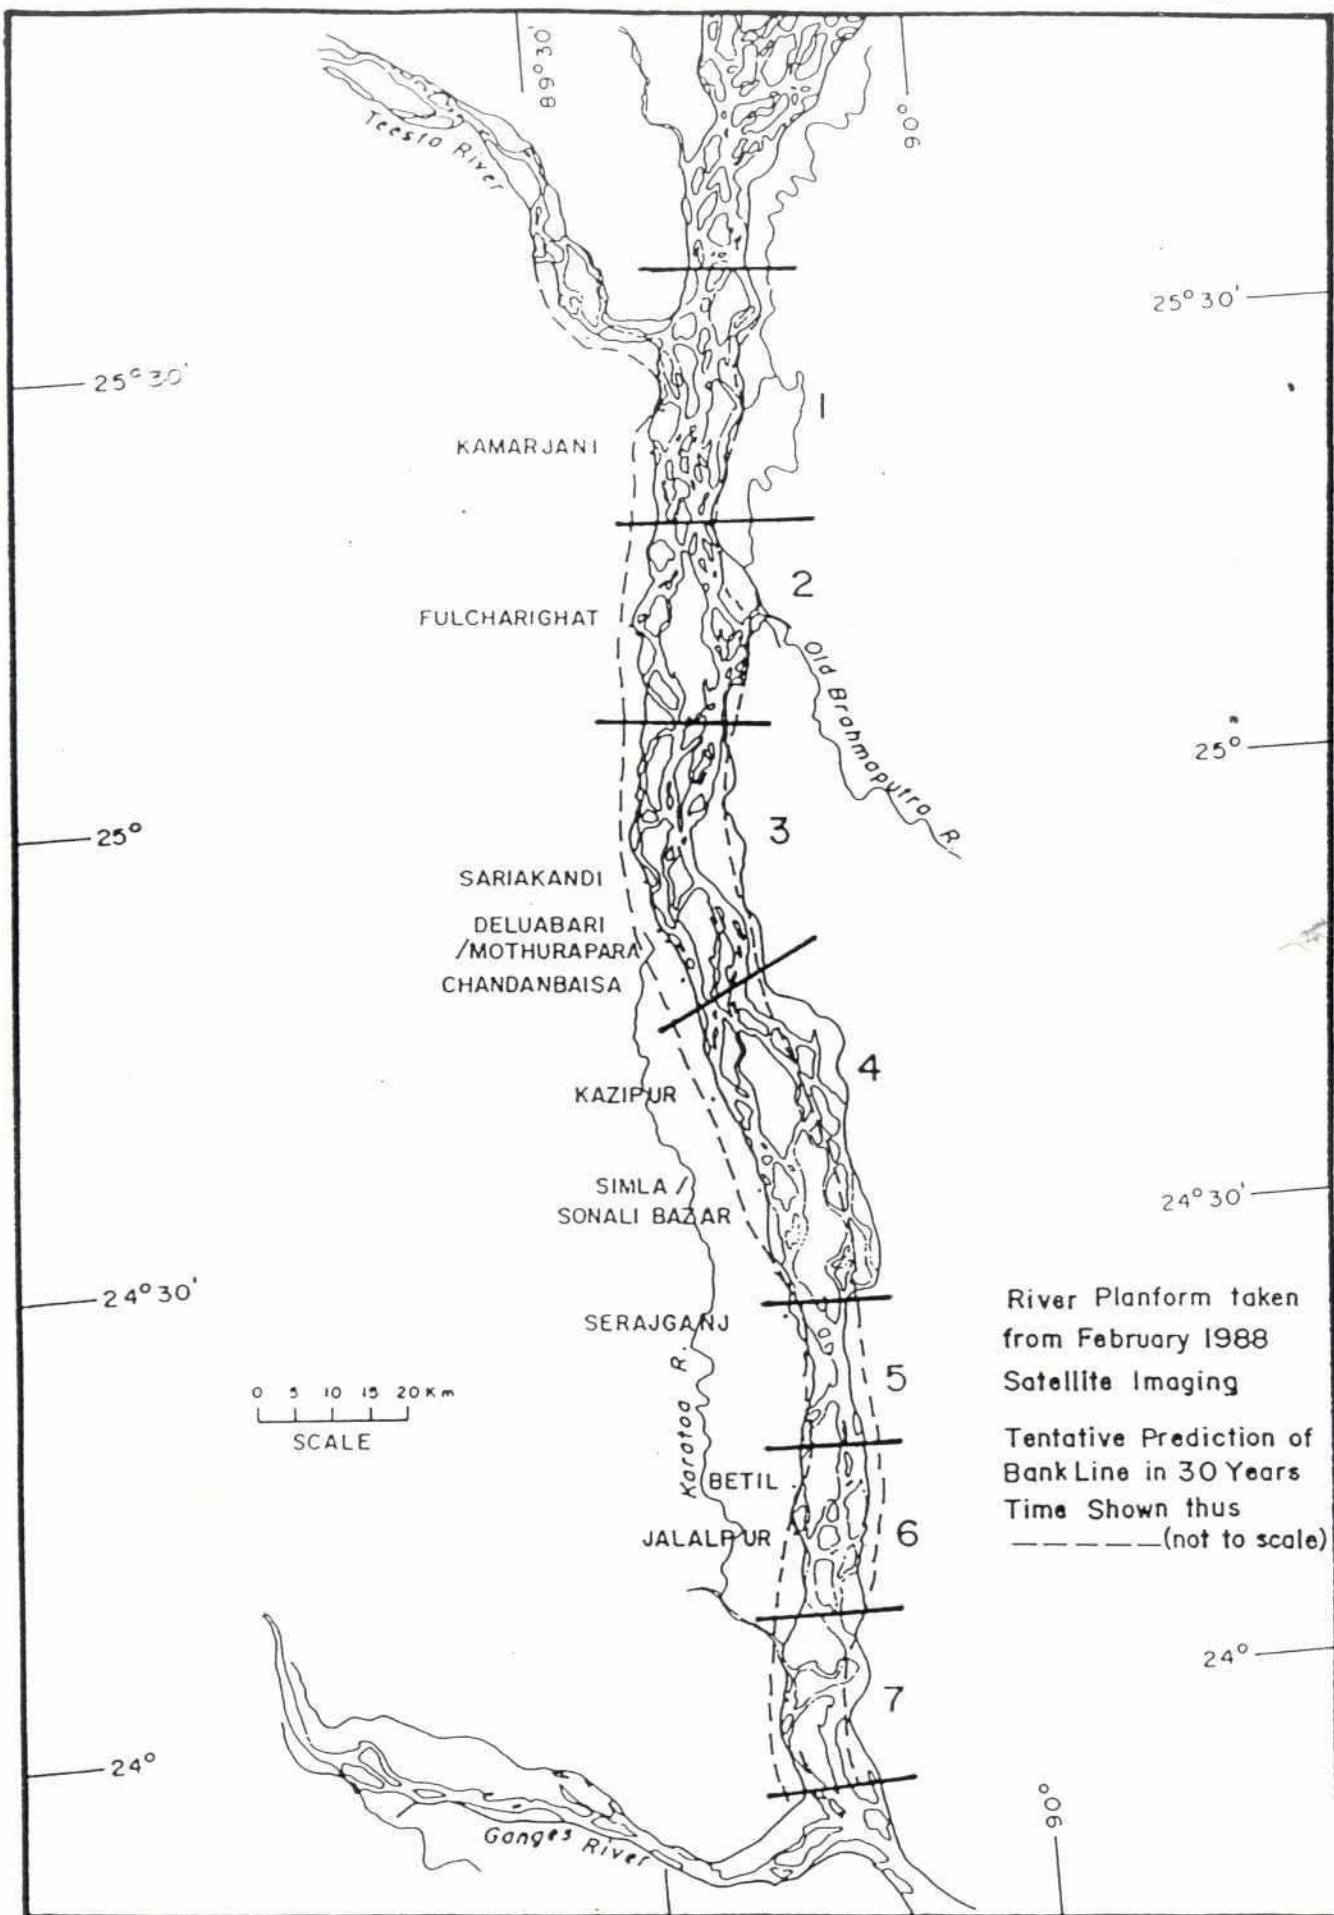 89°30'
90°
Teesta River
25°30'
25°30'
1
KAMARJANI
2
FULCHARIGHAT
Old Brahmaputra R.
25°
3
25°
SARIAKANDI
DELUABARI
/MOTHURAPARA
CHANDANBAISA
4
KAZIPUR
SIMLA /
SONALI BAZAR
24°30'
24°30'
SERAJGANJ
River Planform taken
from February 1988
Satellite Imaging
5
0 5 10 15 20 Km
SCALE
Karatoa R.
Tentative Prediction of
Bank Line in 30 Years
Time Shown thus
(not to scale)
BETIL
6
JALALPUR
24°
7
24°
90°
Ganges River